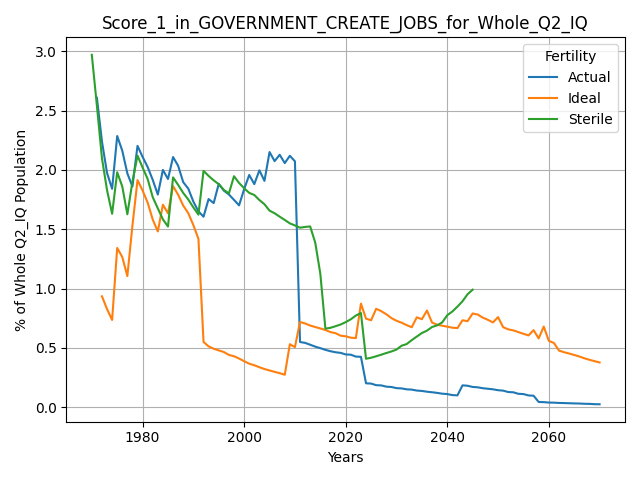 Score_1_in_GOVERNMENT_CREATE_JOBS_for_Whole_Q2_IQ
% of Whole Q2_IQ Population
3.0
2.5
2.0
1.5
1.0
0.5
0.0
Fertility
Actual
Ideal
Sterile
1980
2000
2020
2040
2060
Years